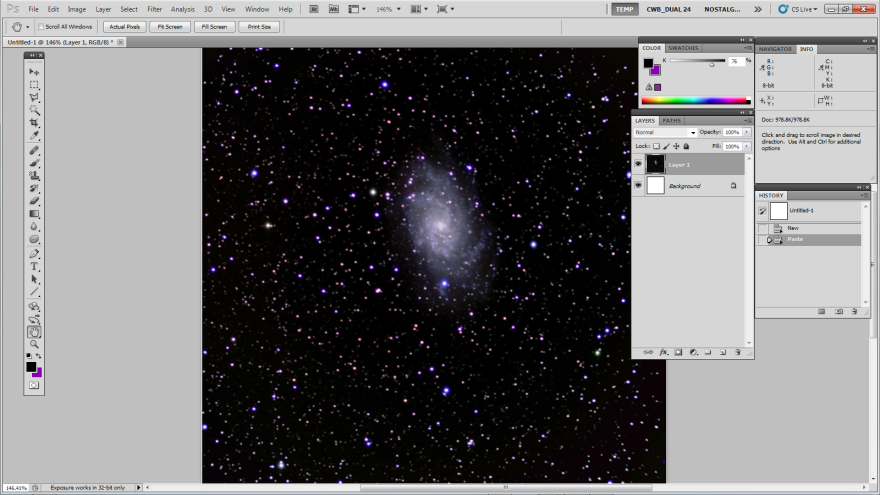 Ps File Edit Image Layer Select Filter Analysis 3D View Window Help Br Mb 146% TEMP CWB_DUAL 24 NOSTALG... CS Live
Scroll All Windows Actual Pixels Fit Screen Fill Screen Print Size
Untitled-1 @ 146% (Layer 1, RGB/8) *
COLOR SWATCHES
K 76 %
NAVIGATOR INFO
R: C:
G: M:
B: Y:
K:
8-bit 8-bit
X: W:
Y: H:
Doc: 978.8K/978.8K
Click and drag to scroll image in desired
direction. Use Alt and Ctrl for additional
options
LAYERS PATHS
Normal Opacity: 100%
Lock: Fill: 100%
Layer 1
Background
HISTORY
Untitled-1
New
Paste
T
fx
146.41% Exposure works in 32-bit only